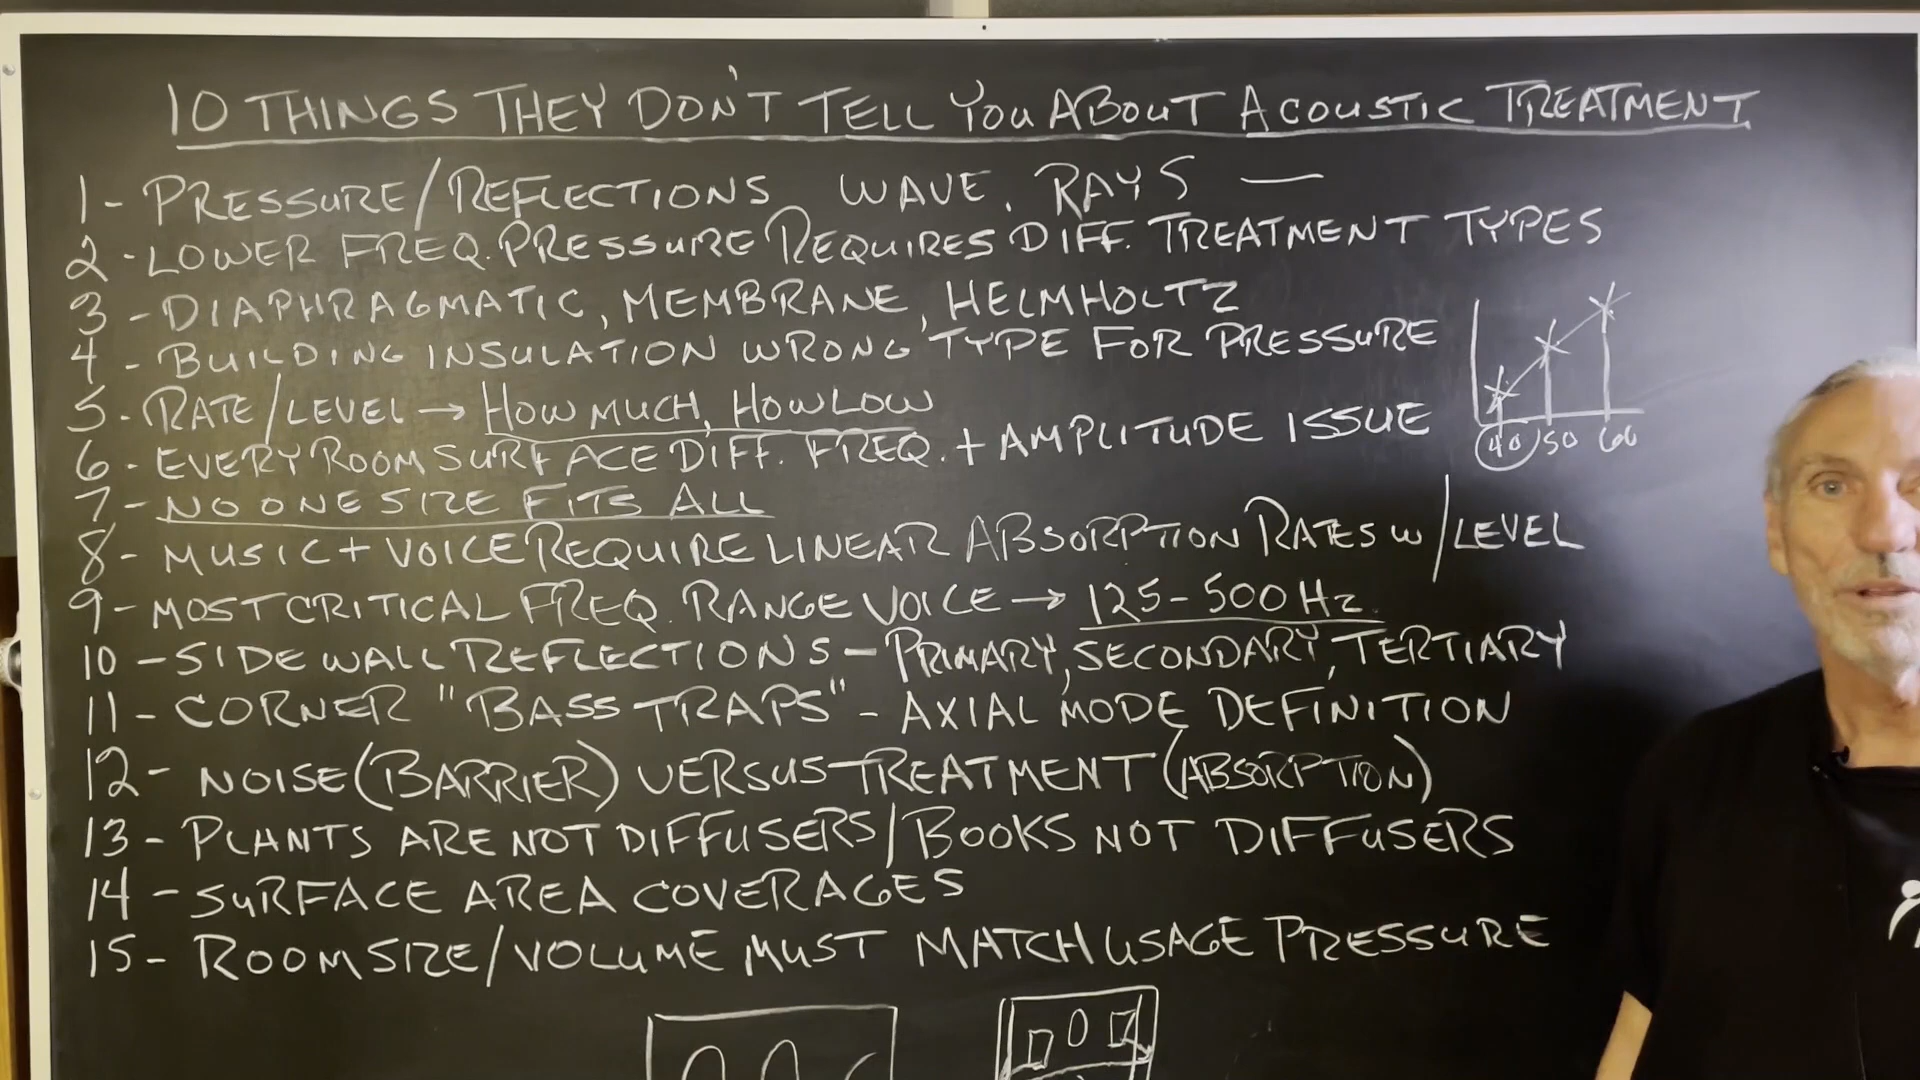 10 THINGS THEY DON'T TELL YOU ABOUT ACOUSTIC TREATMENT
1- PRESSURE/REFLECTIONS WAVE. RAYS —
2-LOWER FREQ. PRESSURE REQUIRES DIFF. TREATMENT TYPES
3-DIAPHRAGMATIC, MEMBRANE, HELMHOLTZ
4- BUILDING INSULATION WRONG TYPE FOR PRESSURE
5-RATE/LEVEL → HOW MUCH, HOW LOW
6-EVERY ROOM SURFACE DIFF. FREQ. + AMPLITUDE ISSUE
40 50 60
7-NO ONE SIZE FITS ALL
8-MUSIC + VOICE REQUIRE LINEAR ABSORPTION RATES W/LEVEL
9-MOST CRITICAL FREQ. RANGE VOICE → 125-500 Hz.
10-SIDE WALL REFLECTIONS-PRIMARY, SECONDARY, TERTIARY
11- CORNER "BASS TRAPS" - AXIAL MODE DEFINITION
12- NOISE (BARRIER) VERSUS TREATMENT (ABSORPTION)
13-PLANTS ARE NOT DIFFUSERS/BOOKS NOT DIFFUSERS
14-SURFACE AREA COVERAGES
15- ROOM SIZE/VOLUME MUST MATCH USAGE PRESSURE